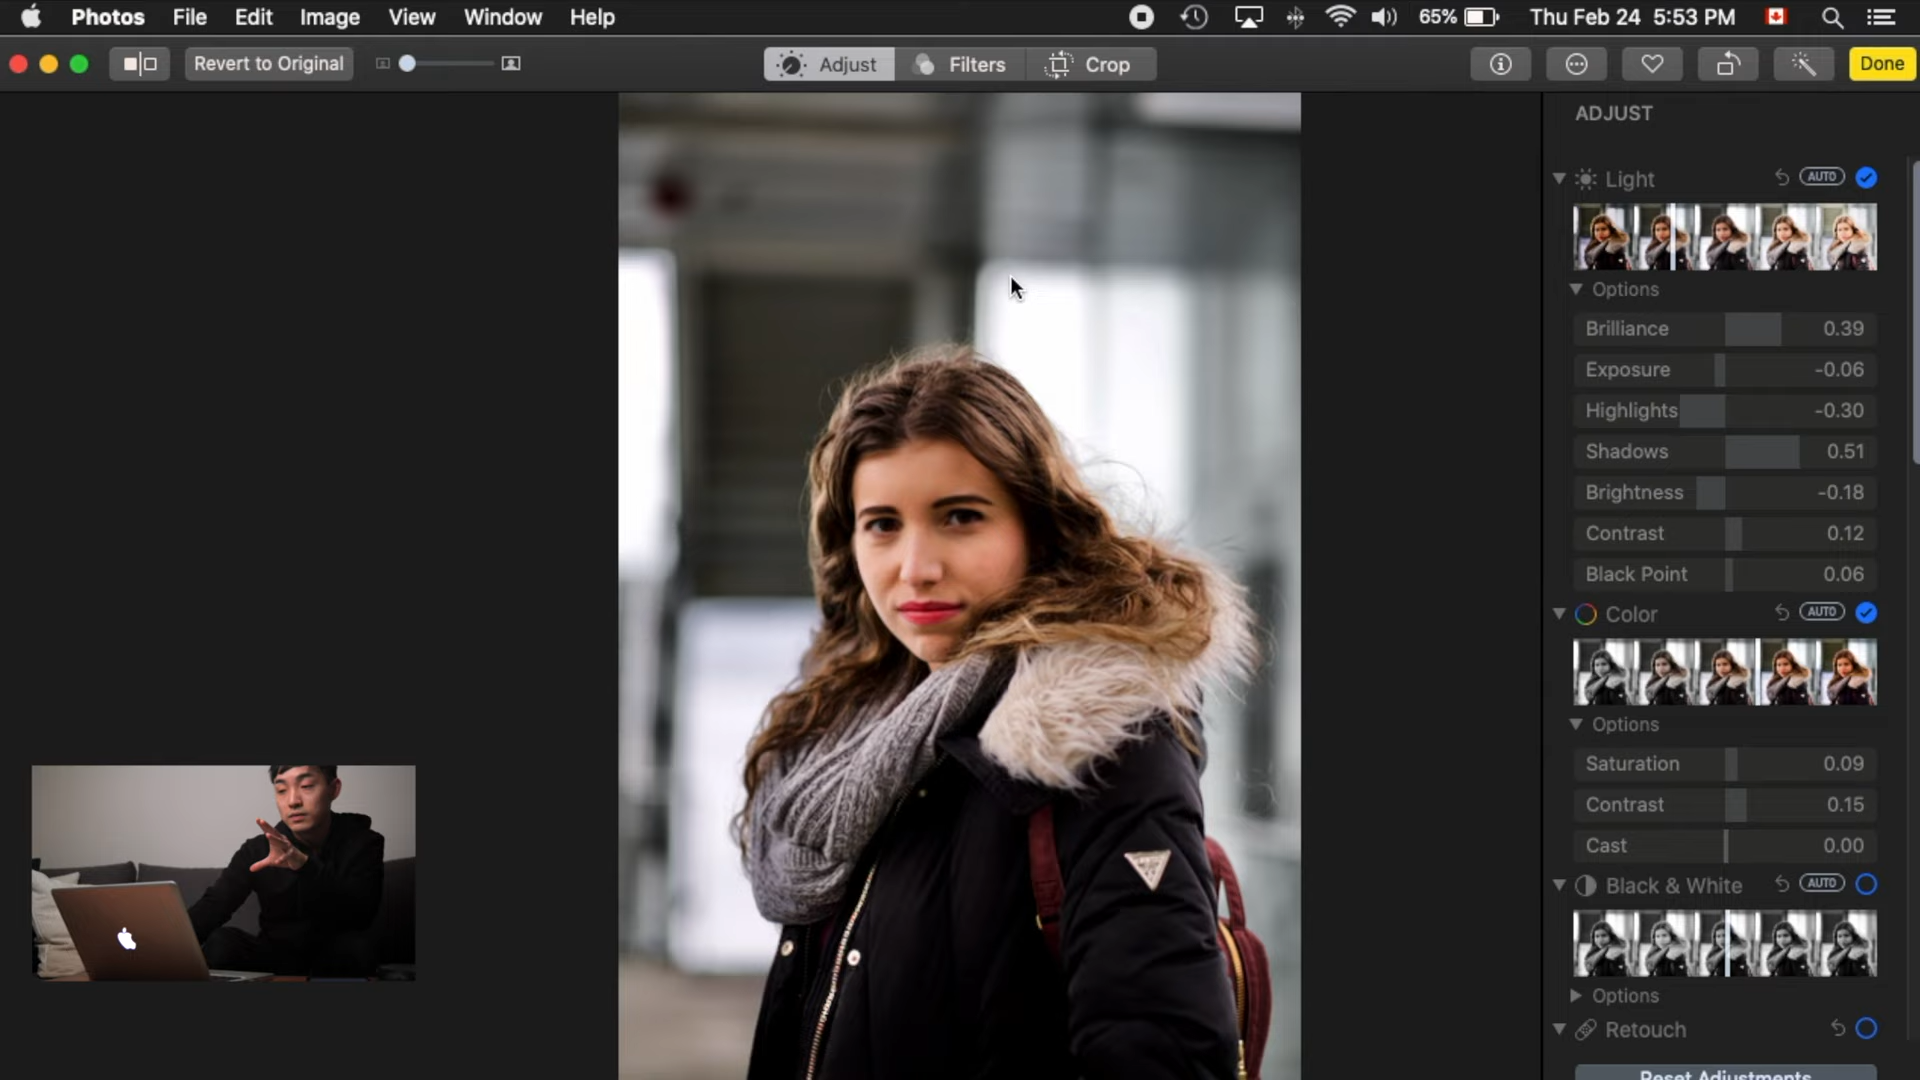 Photos File Edit Image View Window Help 65% Thu Feb 24 5:53 PM
Revert to Original Adjust Filters Crop Done
ADJUST
Light AUTO
Options
Brilliance 0.39
Exposure -0.06
Highlights -0.30
Shadows 0.51
Brightness -0.18
Contrast 0.12
Black Point 0.06
Color AUTO
Options
Saturation 0.09
Contrast 0.15
Cast 0.00
Black & White AUTO
Options
Retouch
Reset Adjustments